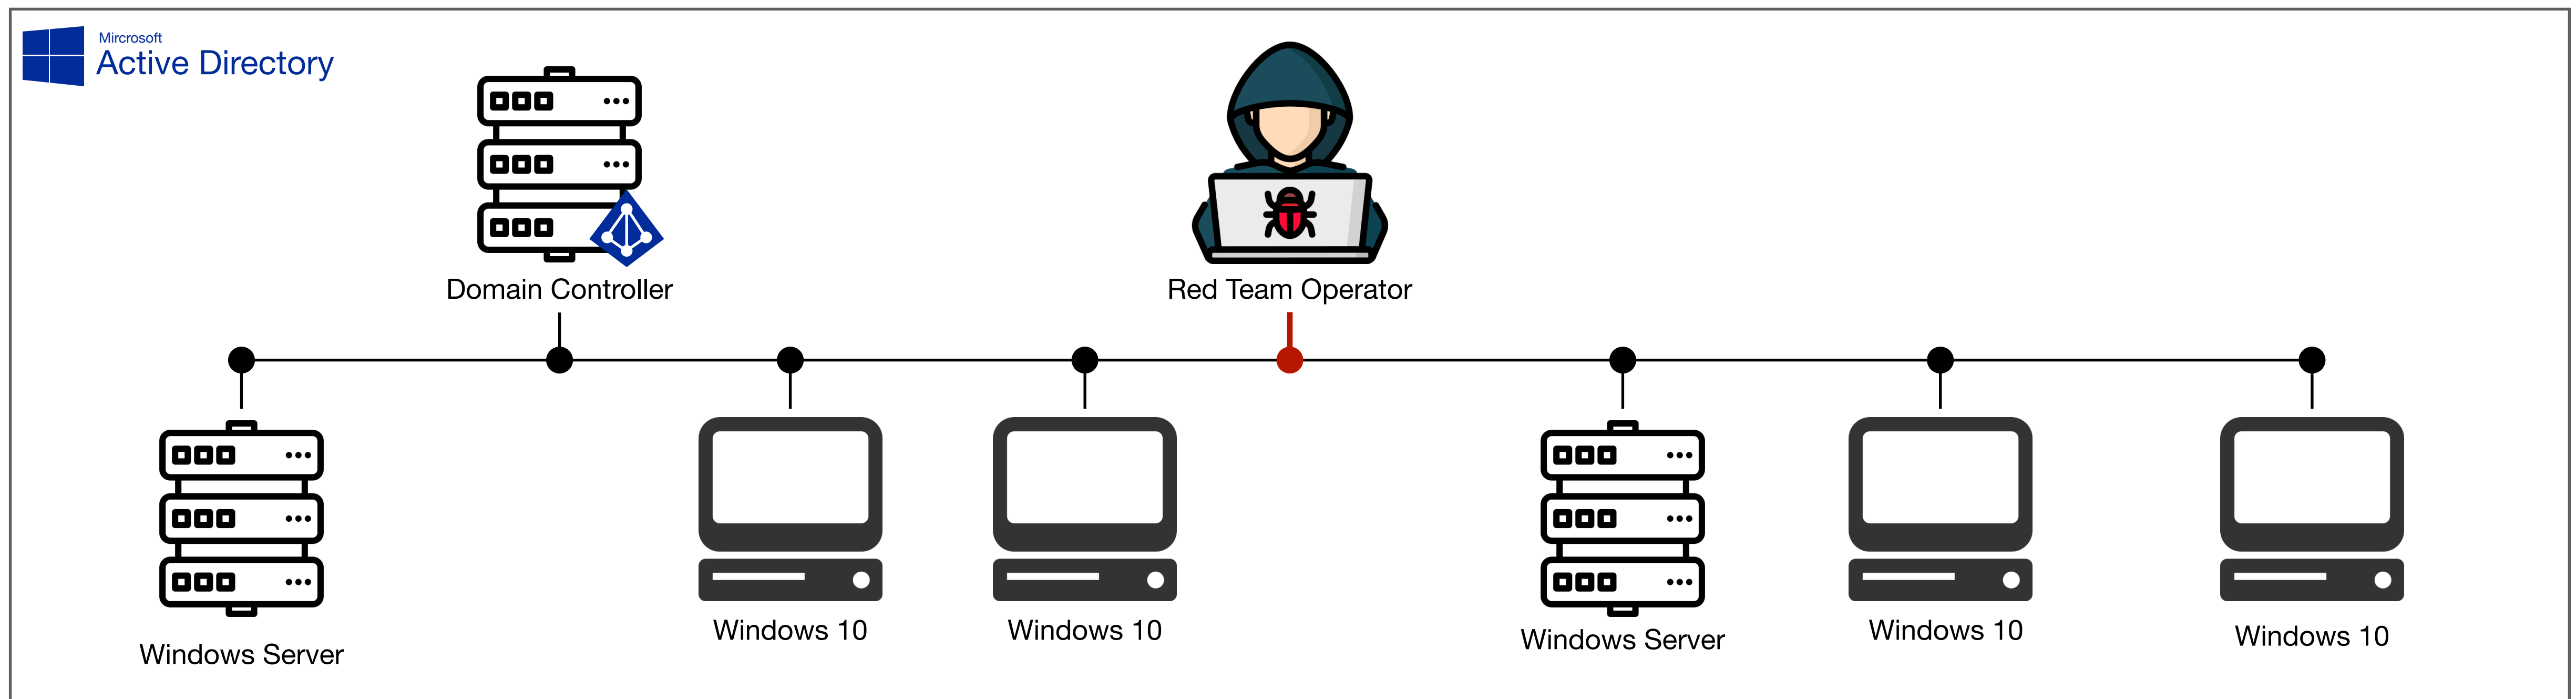 Mircrosoft
Active Directory
Domain Controller
Red Team Operator
Windows Server
Windows 10
Windows 10
Windows Server
Windows 10
Windows 10